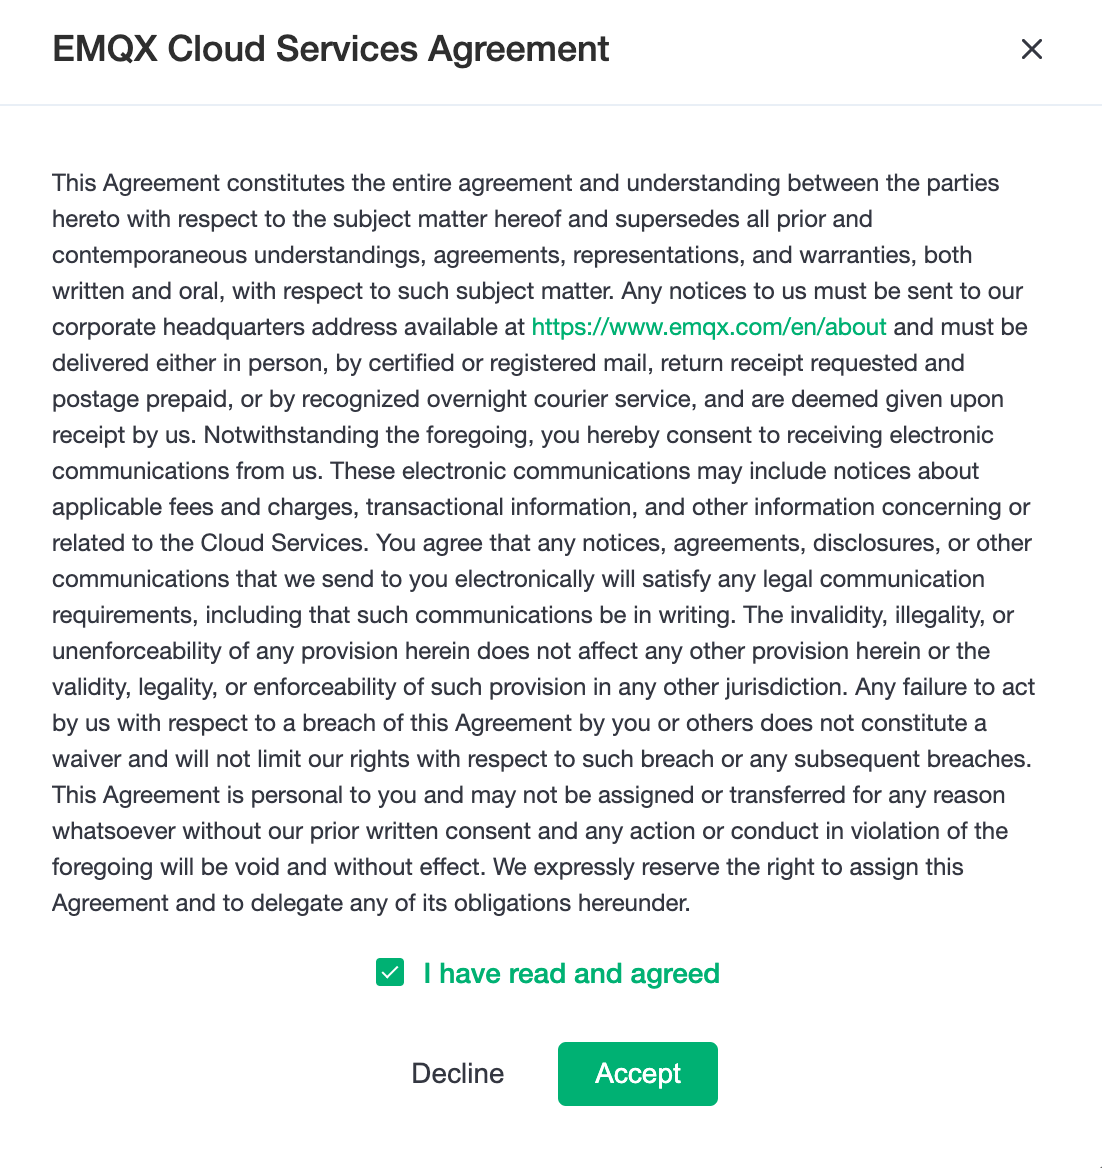 EMQX Cloud Services Agreement
This Agreement constitutes the entire agreement and understanding between the parties
hereto with respect to the subject matter hereof and supersedes all prior and
contemporaneous understandings, agreements, representations, and warranties, both
written and oral, with respect to such subject matter. Any notices to us must be sent to our
corporate headquarters address available at https://www.emqx.com/en/about and must be
delivered either in person, by certified or registered mail, return receipt requested and
postage prepaid, or by recognized overnight courier service, and are deemed given upon
receipt by us. Notwithstanding the foregoing, you hereby consent to receiving electronic
communications from us. These electronic communications may include notices about
applicable fees and charges, transactional information, and other information concerning or
related to the Cloud Services. You agree that any notices, agreements, disclosures, or other
communications that we send to you electronically will satisfy any legal communication
requirements, including that such communications be in writing. The invalidity, illegality, or
unenforceability of any provision herein does not affect any other provision herein or the
validity, legality, or enforceability of such provision in any other jurisdiction. Any failure to act
by us with respect to a breach of this Agreement by you or others does not constitute a
waiver and will not limit our rights with respect to such breach or any subsequent breaches.
This Agreement is personal to you and may not be assigned or transferred for any reason
whatsoever without our prior written consent and any action or conduct in violation of the
foregoing will be void and without effect. We expressly reserve the right to assign this
Agreement and to delegate any of its obligations hereunder.
I have read and agreed
Decline
Accept